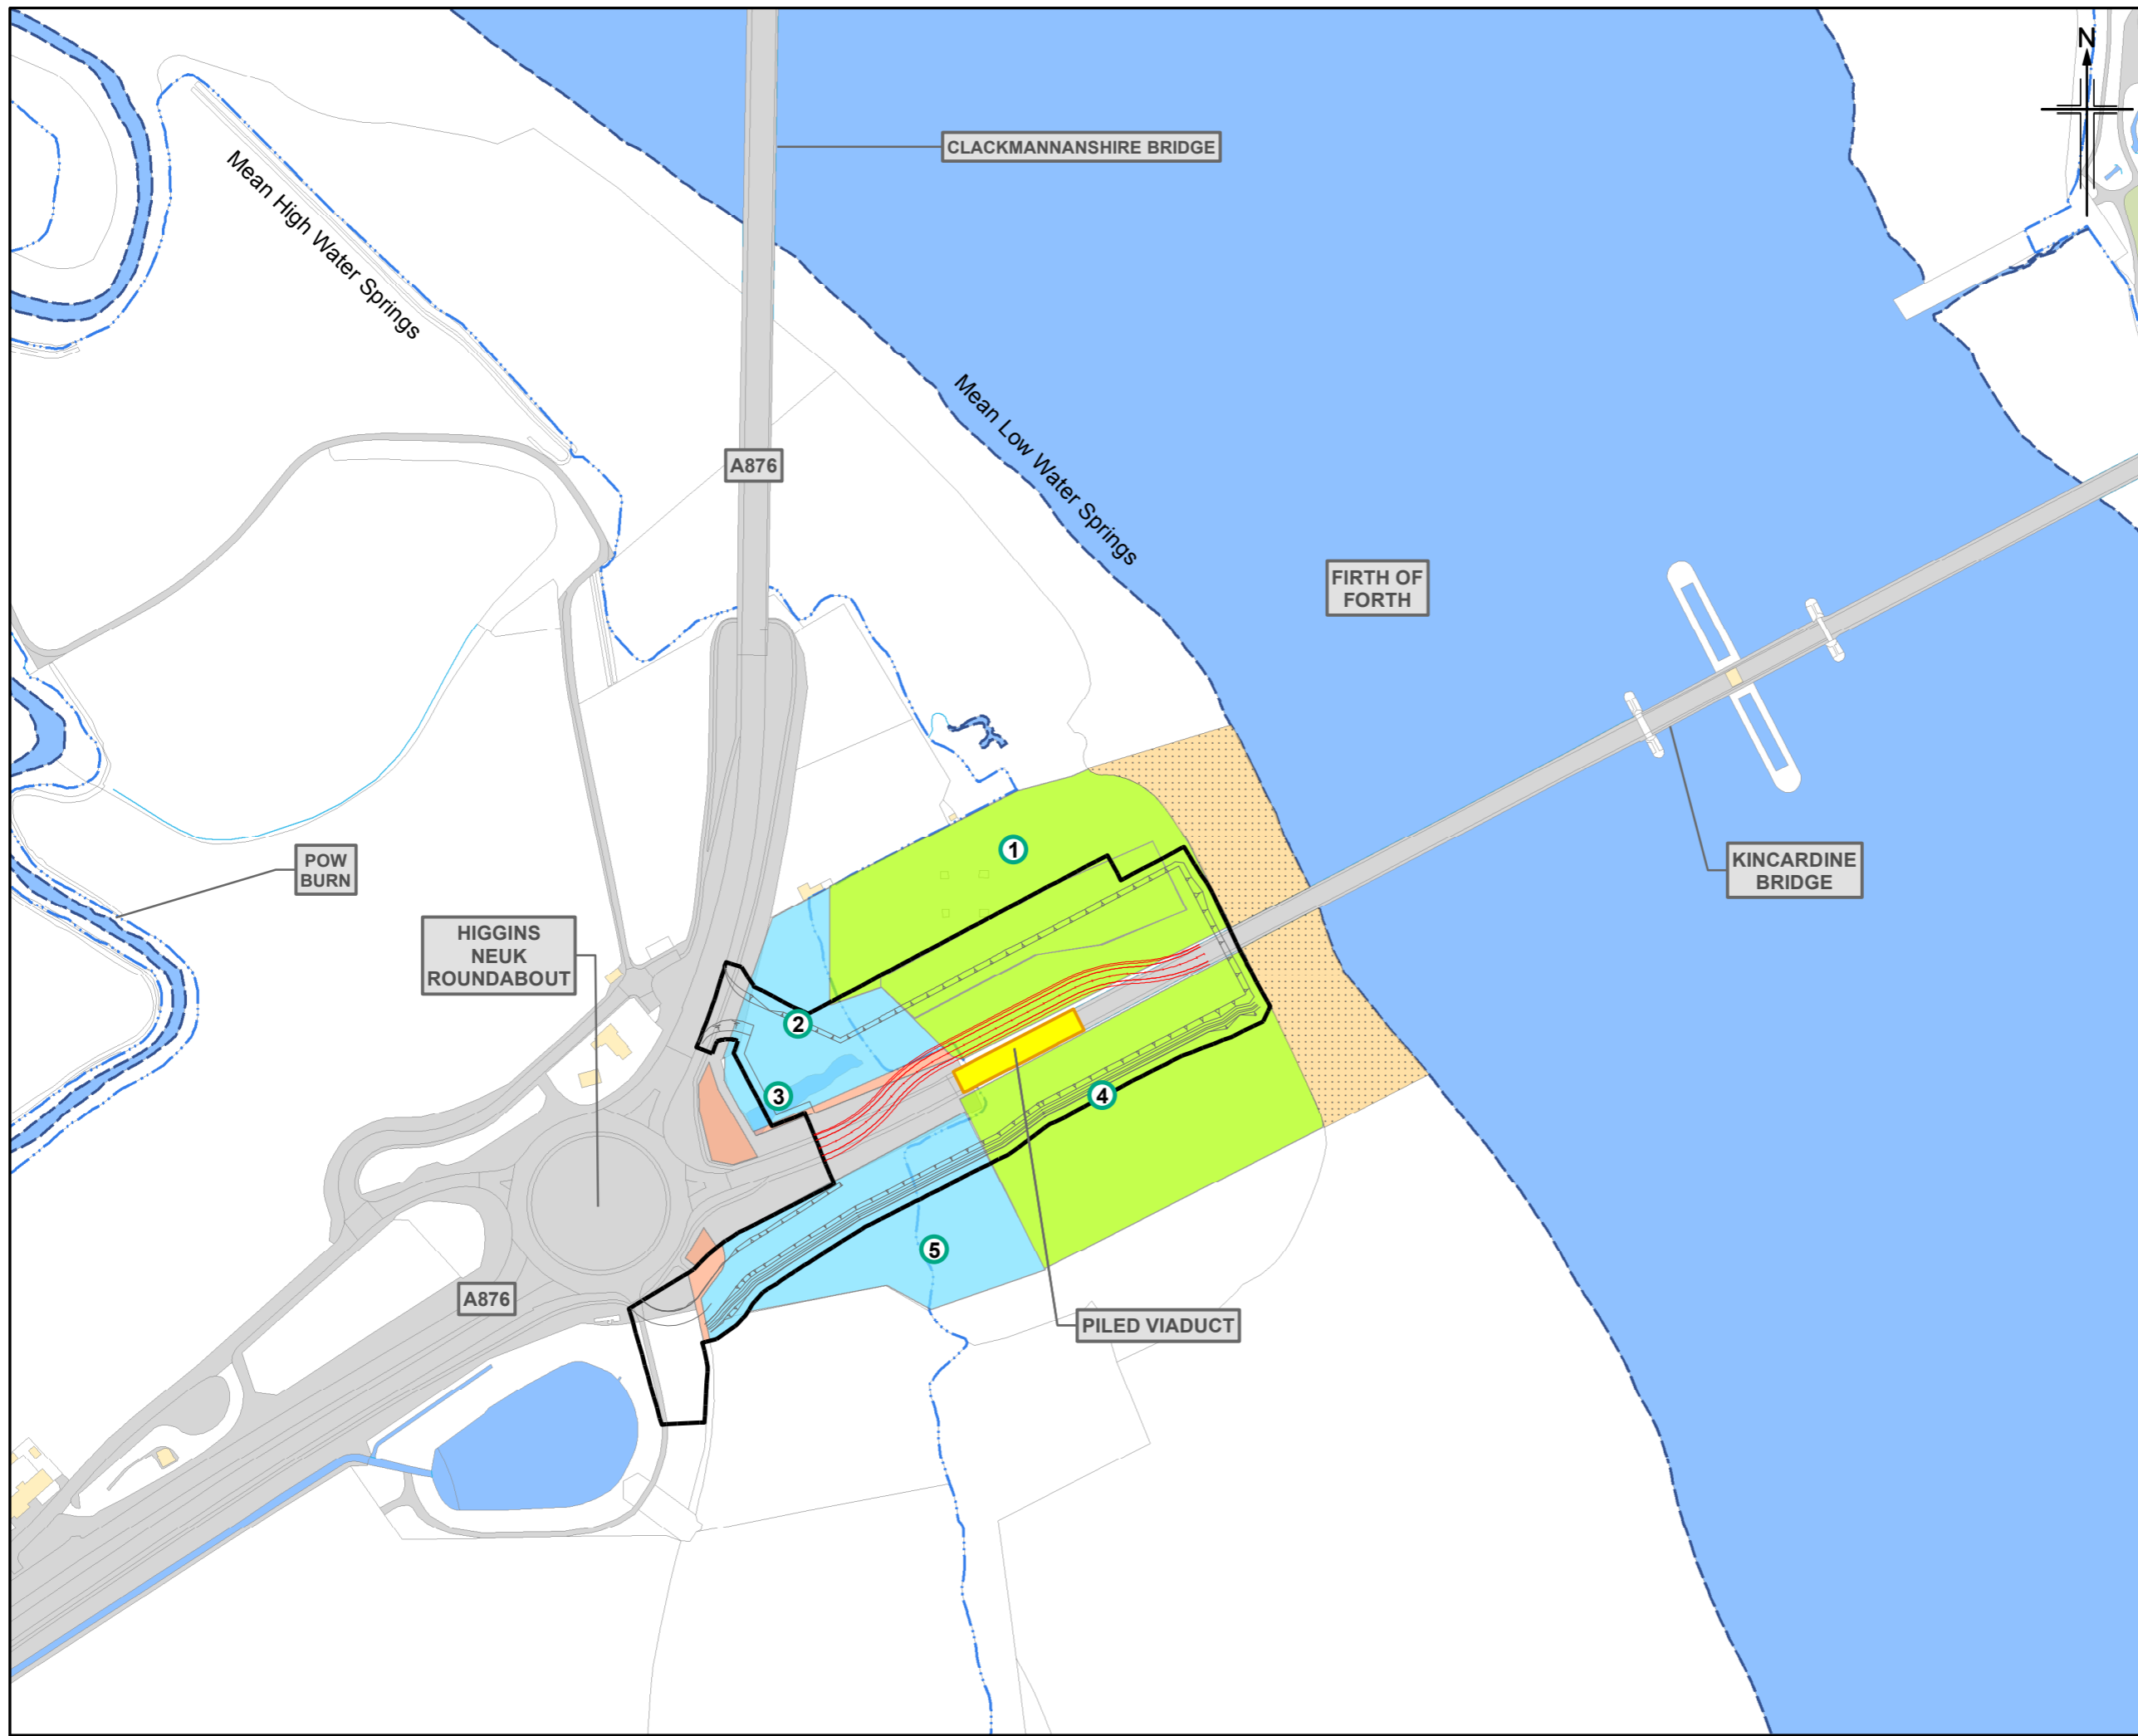 N
CLACKMANNANSHIRE BRIDGE
Mean High Water Springs
Mean Low Water Springs
A876
FIRTH OF
FORTH
1
POW
BURN
KINCARDINE
BRIDGE
HIGGINS
NEUK
ROUNDABOUT
2
3
4
5
A876
PILED VIADUCT